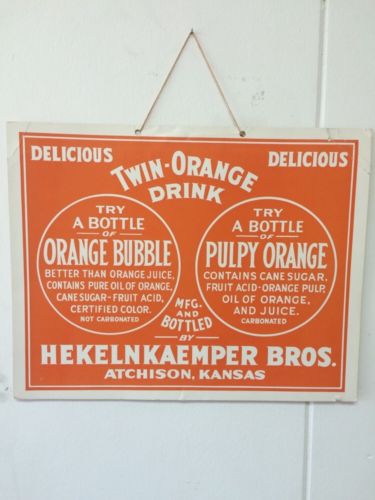 DELICIOUS
DELICIOUS
TWIN-ORANGE
DRINK
TRY
A BOTTLE
OF
ORANGE BUBBLE
BETTER THAN ORANGE JUICE,
CONTAINS PURE OIL OF ORANGE,
CANE SUGAR-FRUIT ACID,
CERTIFIED COLOR.
NOT CARBONATED
TRY
A BOTTLE
OF
PULPY ORANGE
CONTAINS CANE SUGAR,
FRUIT ACID-ORANGE PULP,
OIL OF ORANGE,
AND JUICE.
CARBONATED
MFG.
AND
BOTTLED
BY
HEKELNKAEMPER BROS.
ATCHISON, KANSAS